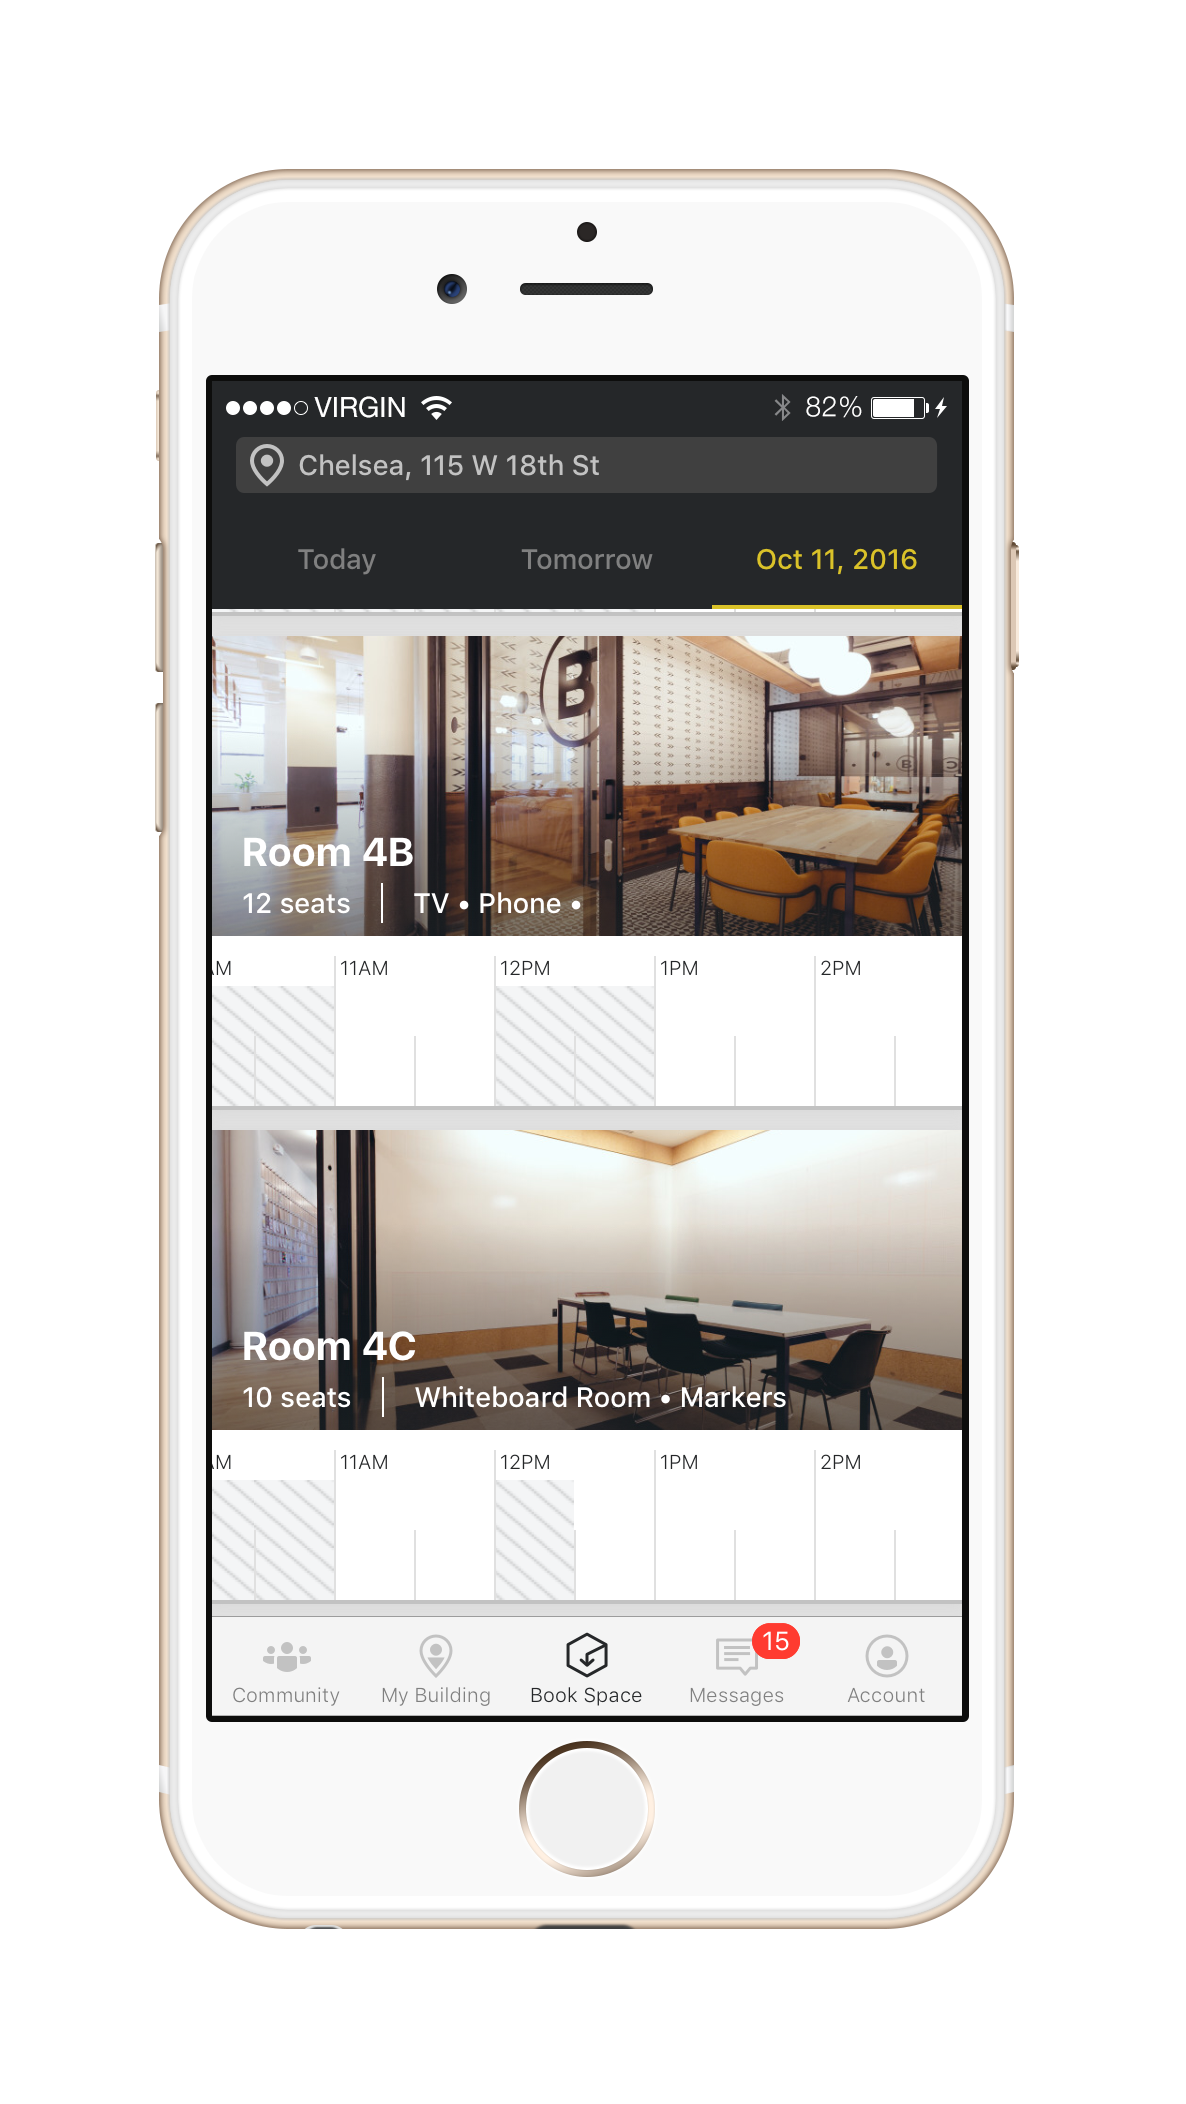 VIRGIN 82%
Chelsea, 115 W 18th St
Today Tomorrow Oct 11, 2016
B
B
Room 4B
12 seats TV • Phone •
AM 11AM 12PM 1PM 2PM
Room 4C
10 seats Whiteboard Room • Markers
AM 11AM 12PM 1PM 2PM
15
Community My Building Book Space Messages Account